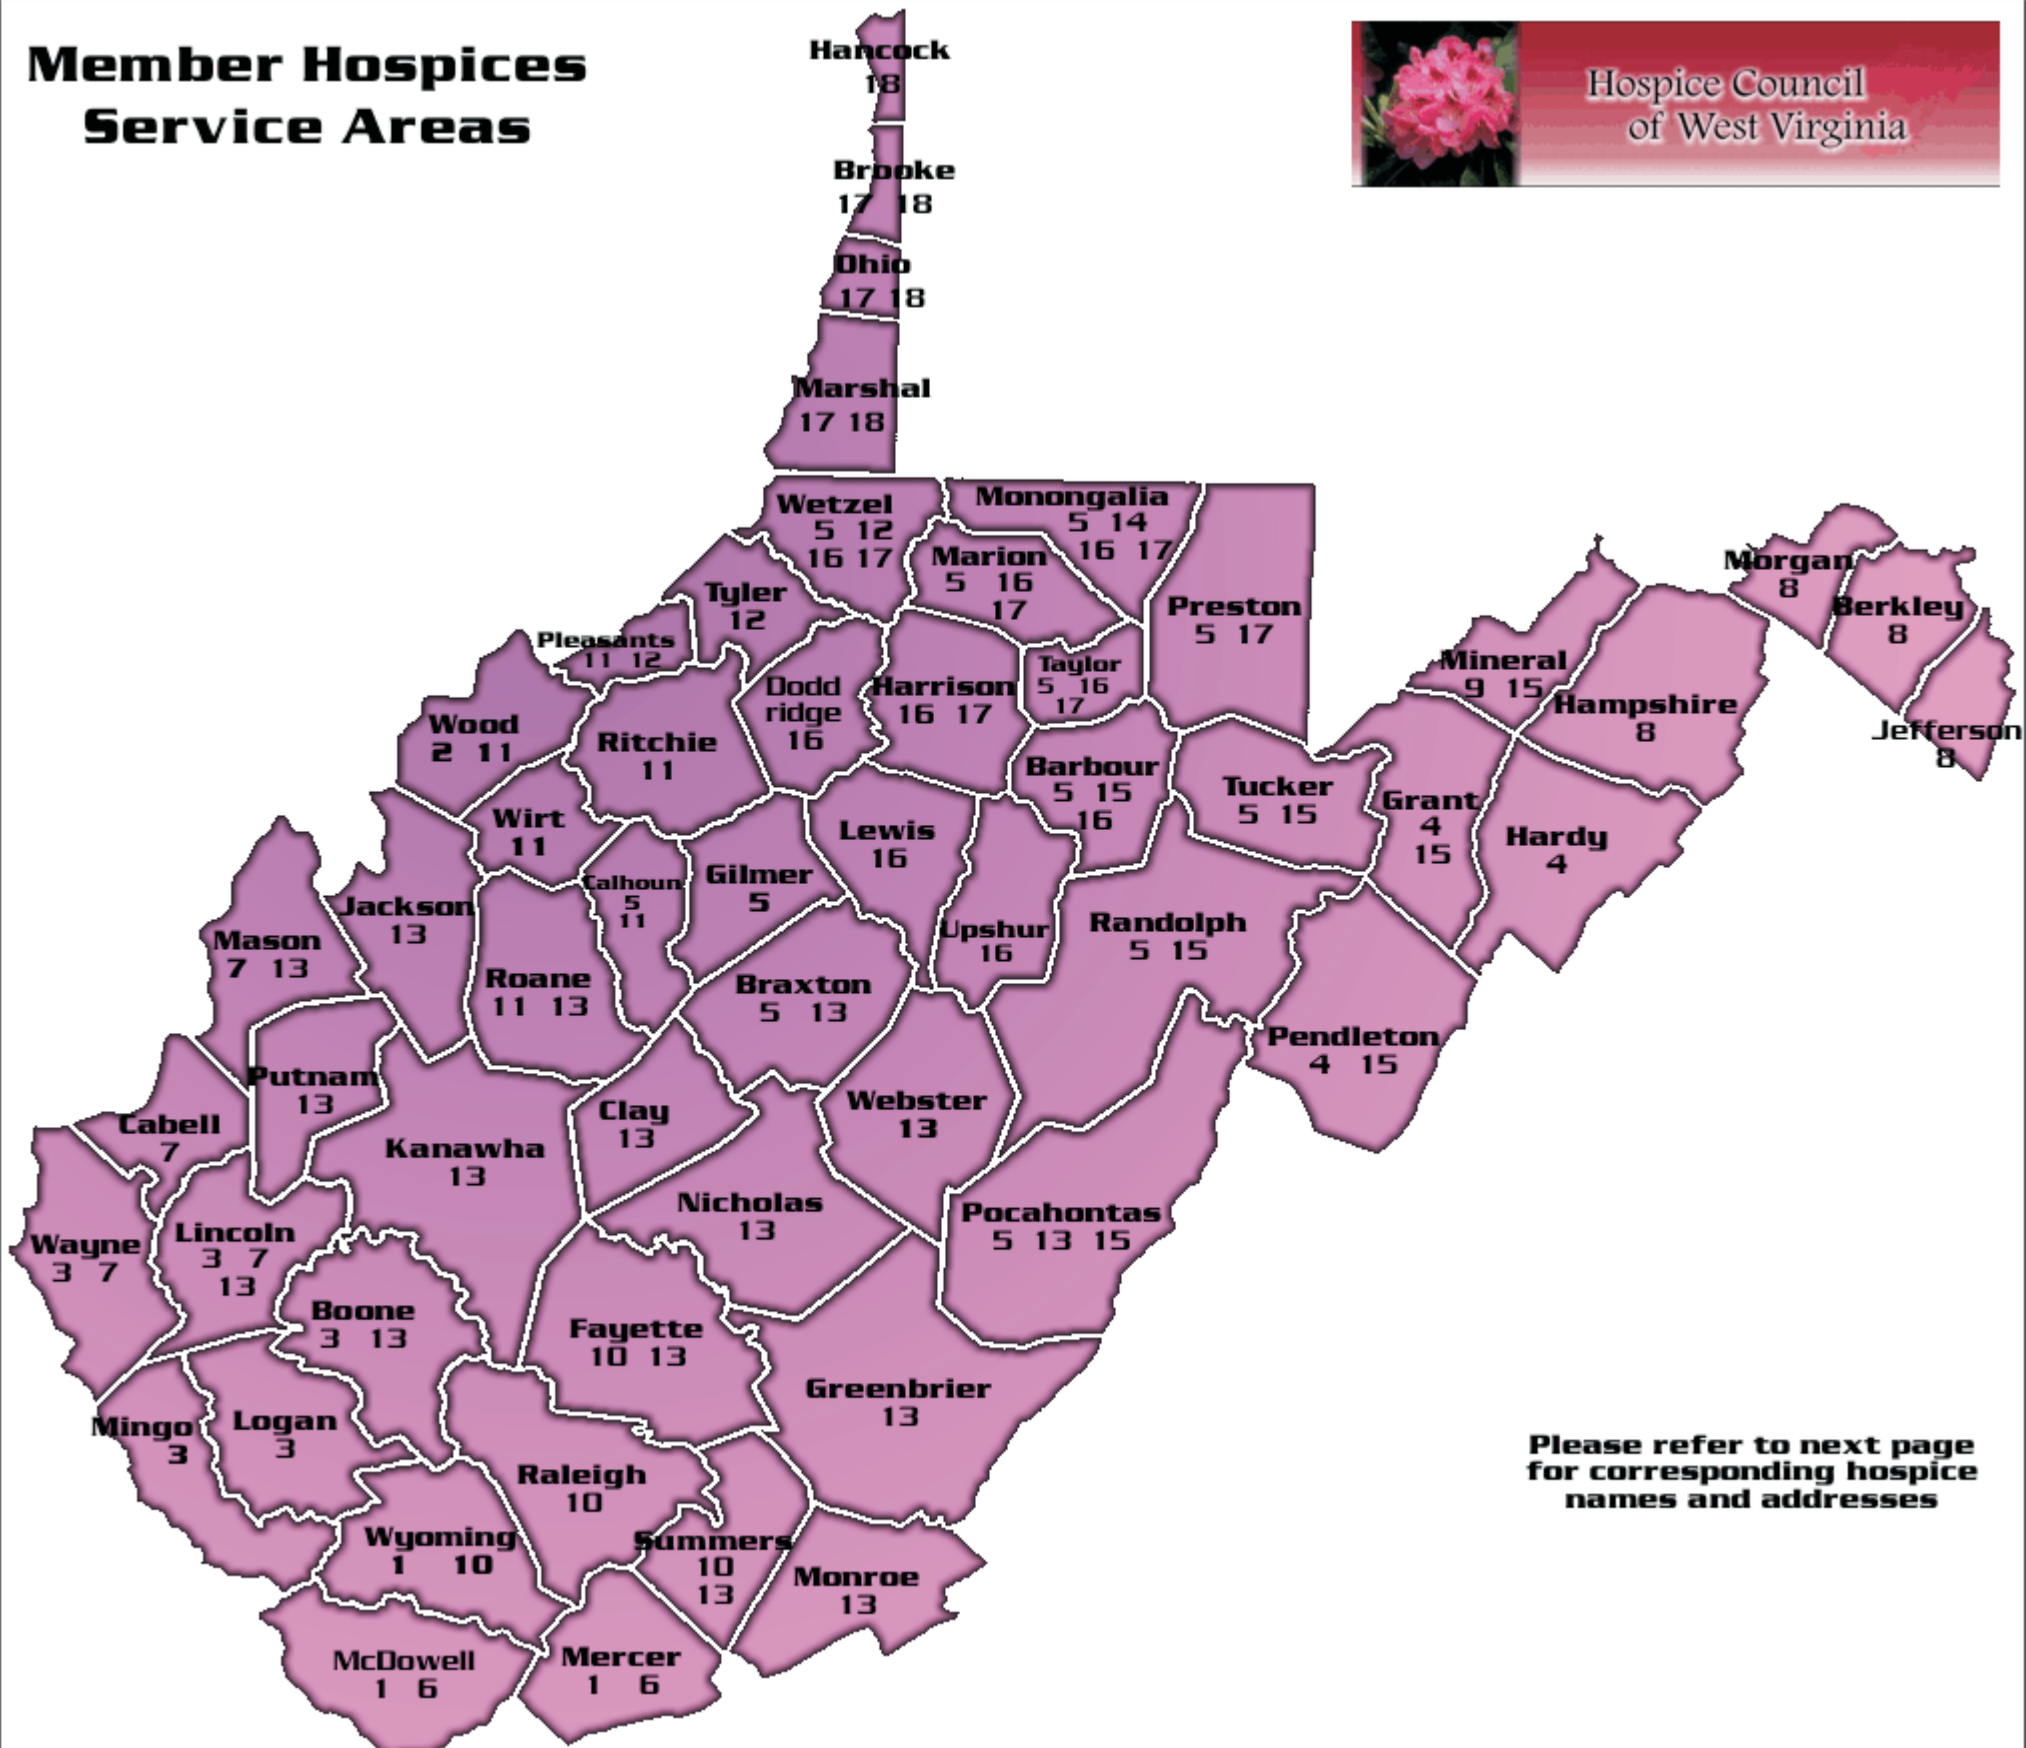 Member Hospices
Service Areas
Hospice Council
of West Virginia
Hancock
18
Brooke
17 18
Ohio
17 18
Marshal
17 18
Wetzel
5 12
16 17
Monongalia
5 14
16 17
Marion
5 16
17
Preston
5 17
Tyler
12
Pleasants
11 12
Wood
2 11
Ritchie
11
Dodd
ridge
16
Harrison
16 17
Taylor
5 16
17
Barbour
5 15
16
Tucker
5 15
Grant
4
15
Mineral
9 15
Hampshire
8
Morgan
8
Berkley
8
Jefferson
8
Hardy
4
Wirt
11
Calhoun
5
11
Gilmer
5
Lewis
16
Upshur
16
Randolph
5 15
Pendleton
4 15
Mason
7 13
Jackson
13
Roane
11 13
Braxton
5 13
Webster
13
Putnam
13
Cabell
7
Kanawha
13
Clay
13
Nicholas
13
Pocahontas
5 13 15
Wayne
3 7
Lincoln
3 7
13
Boone
3 13
Fayette
10 13
Greenbrier
13
Mingo
3
Logan
3
Raleigh
10
Wyoming
1 10
Summers
10
13
Monroe
13
McDowell
1 6
Mercer
1 6
Please refer to next page
for corresponding hospice
names and addresses